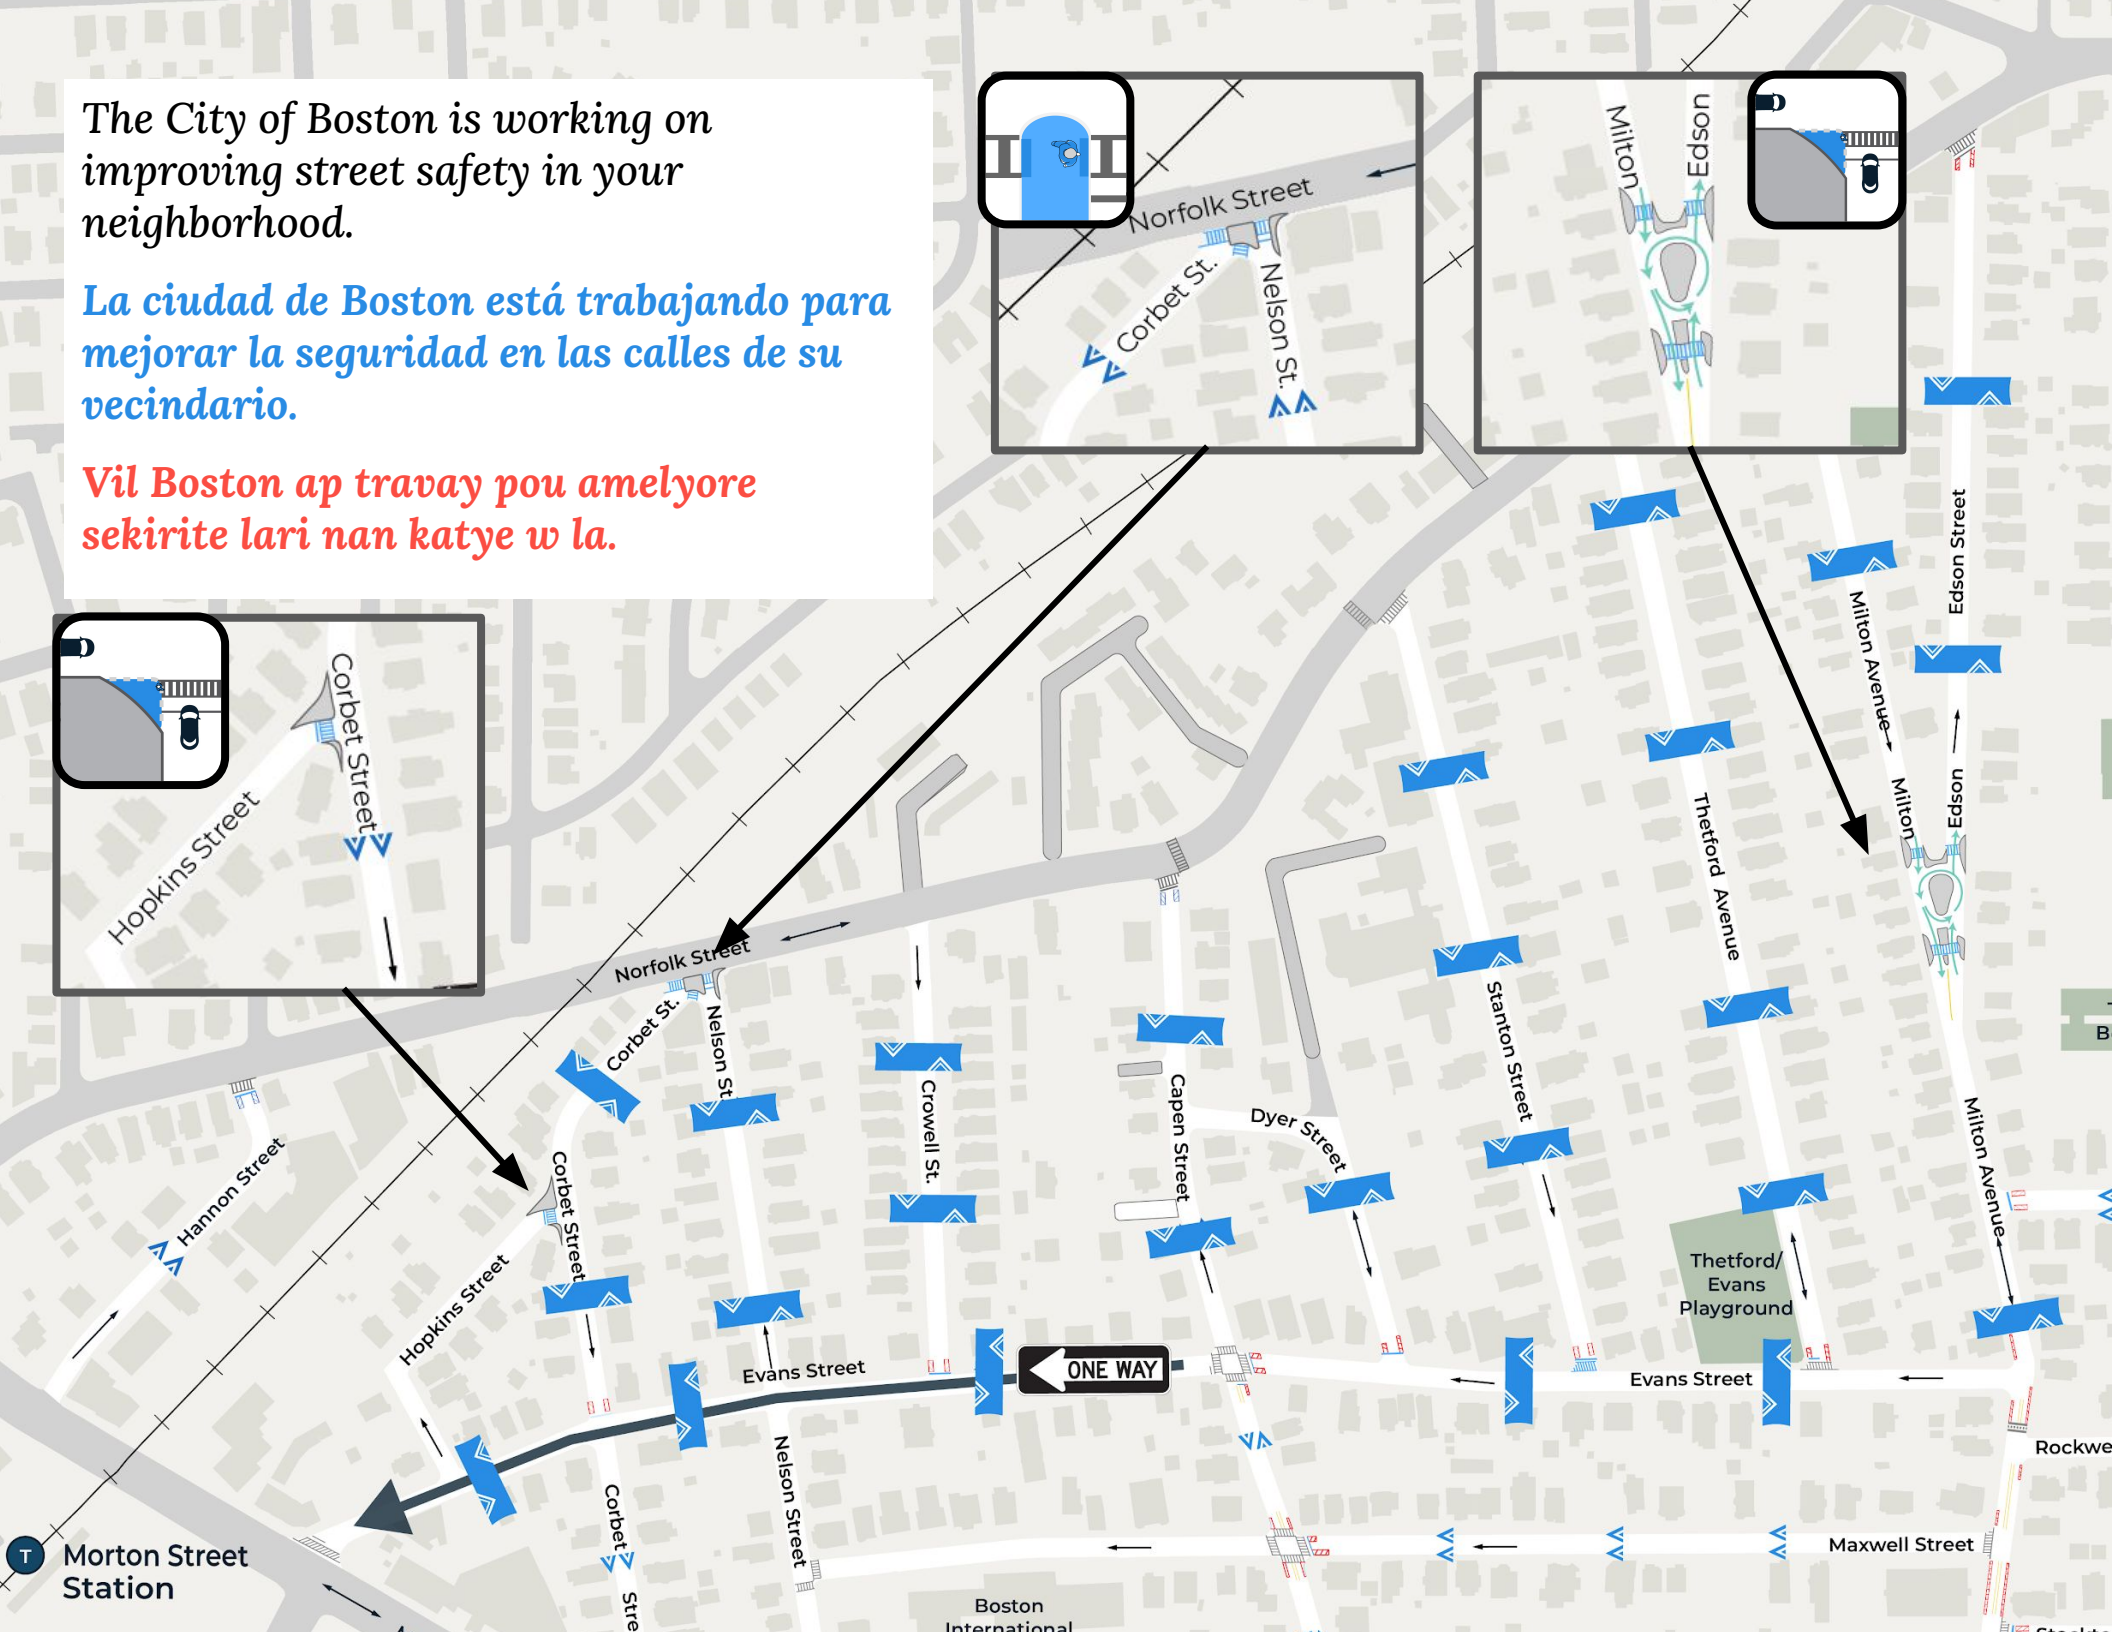 The City of Boston is working on
improving street safety in your
neighborhood.
La ciudad de Boston está trabajando para
mejorar la seguridad en las calles de su
vecindario.
Vil Boston ap travay pou amelyore
sekirite lari nan katye w la.
Norfolk Street
Corbet St.
Nelson St.
Milton
Edson
Corbet Street
Hopkins Street
Edson Street
Milton Avenue
Milton
Edson
Thetford Avenue
Norfolk Street
Corbet St.
Nelson St.
Crowell St.
Capen Street
Dyer Street
Stanton Street
Milton Avenue
Hannon Street
Corbet Street
Hopkins Street
Thetford/
Evans
Playground
Evans Street
ONE WAY
Evans Street
Nelson Street
Corbet
Maxwell Street
T
Morton Street
Station
Boston
International